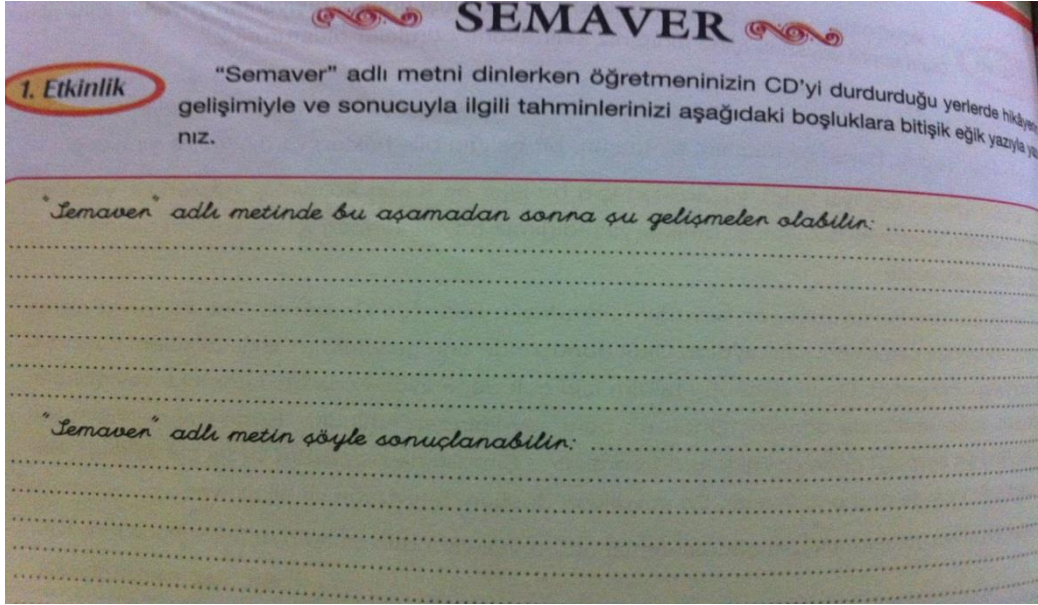 SEMAVER
1. Etkinlik
"Semaver" adlı metni dinlerken öğretmeninizin CD'yi durdurduğu yerlerde
gelişimiyle ve sonucuyla ilgili tahminlerinizi aşağıdaki boşluklara bitişik eğik yazıyla
nız.
"Semaver" adlı metinde bu aşamadan sonra şu gelişmeler olabilir: ..........
"Semaver" adlı metin şöyle sonuçlanabilir: ..........